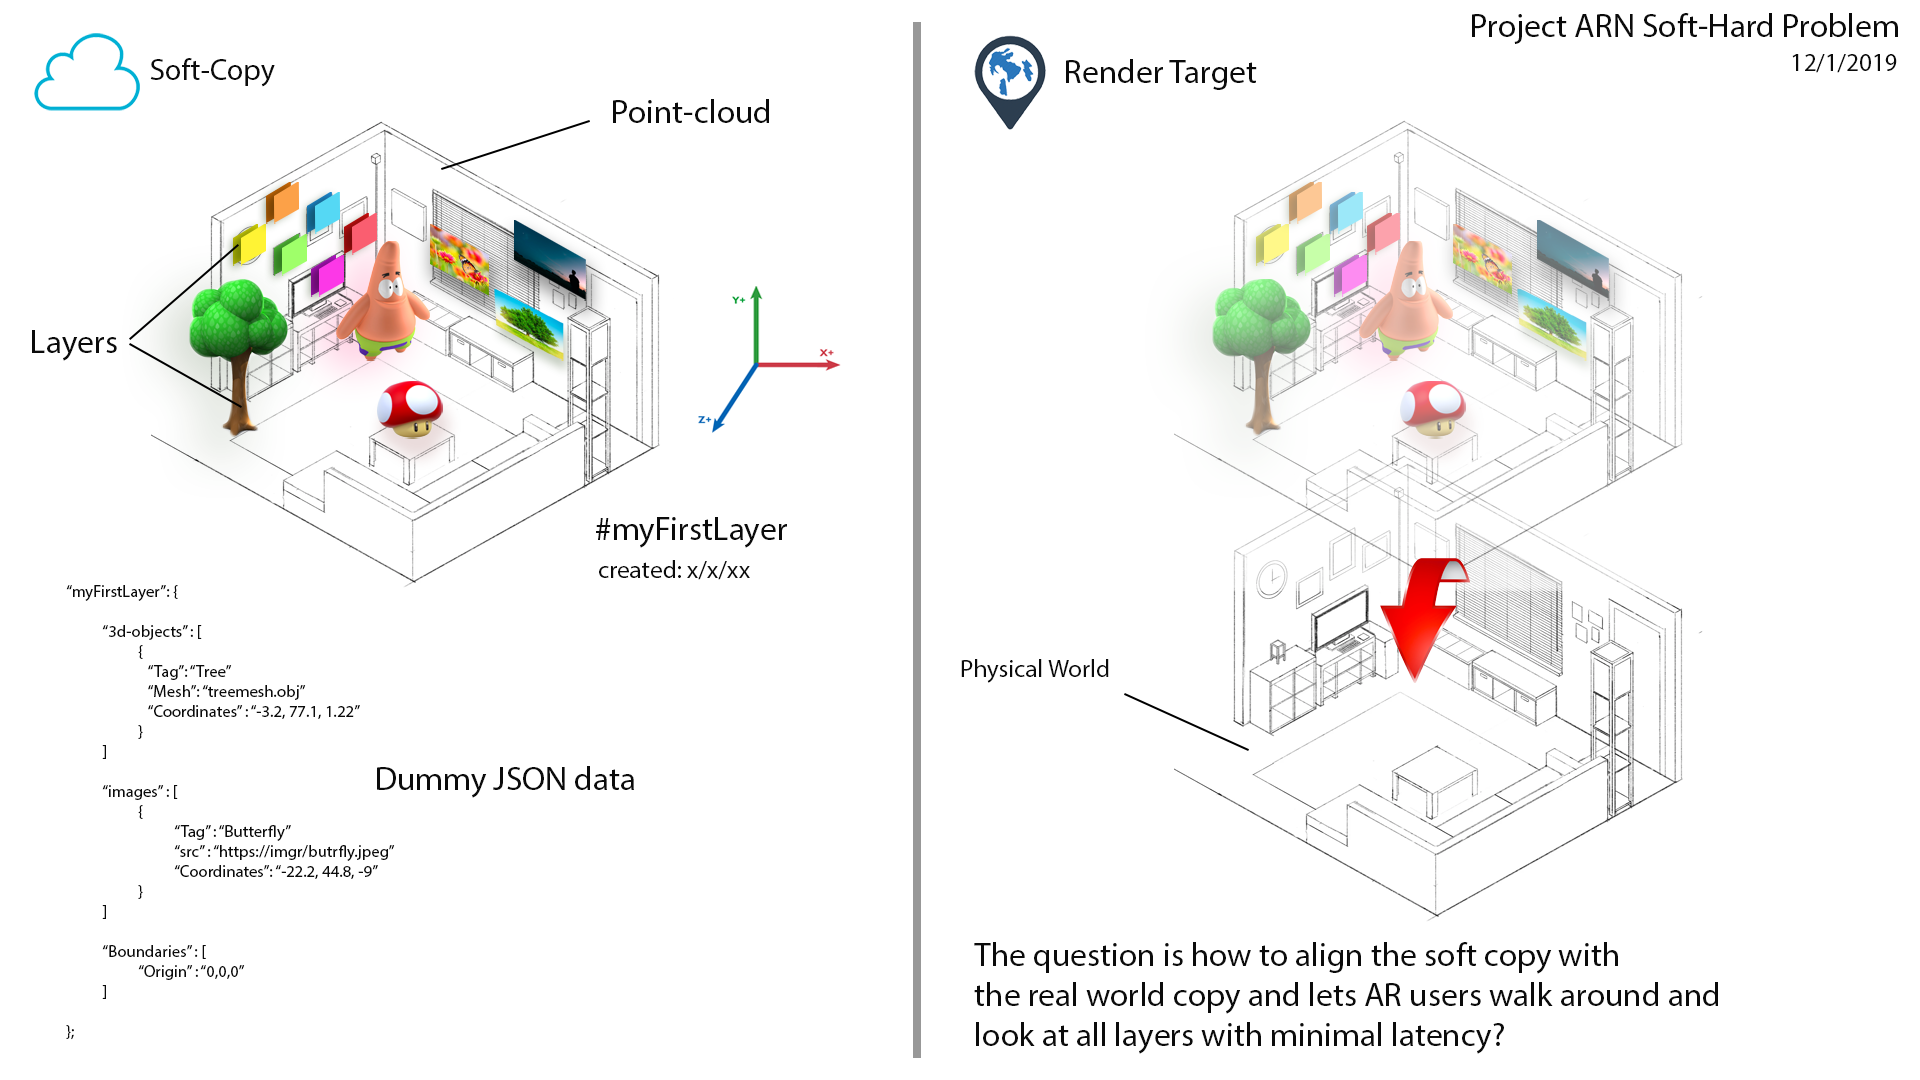 Project ARN Soft-Hard Problem
12/1/2019
Soft-Copy
Point-cloud
Layers
Y+
X+
Z+
#myFirstLayer
created: x/x/xx
“myFirstLayer”: {
“3d-objects” : [
{
“Tag”: “Tree”
“Mesh”: “treemesh.obj”
“Coordinates” : “-3.2, 77.1, 1.22”
}
]
Dummy JSON data
“images” : [
{
“Tag” : “Butterfly”
“src” : “https://imgr/butrfly.jpeg”
“Coordinates”: “-22.2, 44.8, -9”
}
]
“Boundaries” : [
“Origin” : “0,0,0”
]
};
Render Target
Physical World
The question is how to align the soft copy with
the real world copy and lets AR users walk around and
look at all layers with minimal latency?